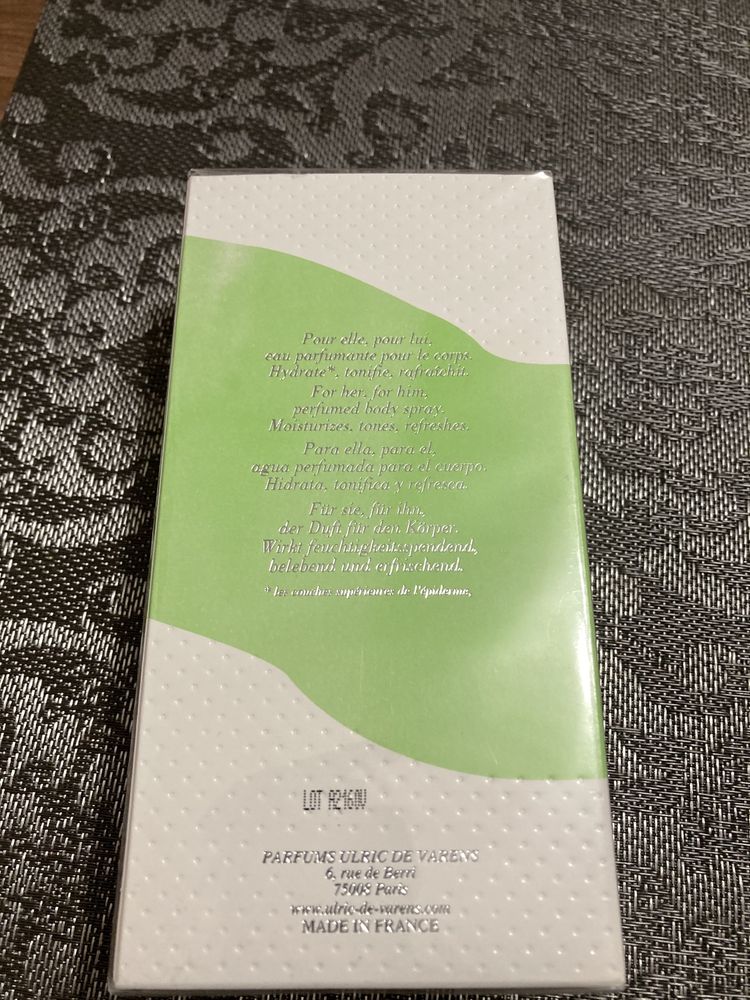 Pour elle, pour lui,
eau parfumante pour le corps.
Hydrate*, tonifie, rafraîchit.
For her, for him,
perfumed body spray.
Moisturizes, tones, refreshes.
Para ella, para el,
agua perfumada para el cuerpo.
Hidrata, tonifica y refresca.
Für sie, für ihn,
der Duft für den Körper.
Wirkt feuchtigkeitsspendend,
belebend und erfrischend.
* les couches supérieures de l'épiderme,
LOT A2160V
PARFUMS ULRIC DE VARENS
6, rue de Berri
75008 Paris
www.ulric-de-varens.com
MADE IN FRANCE